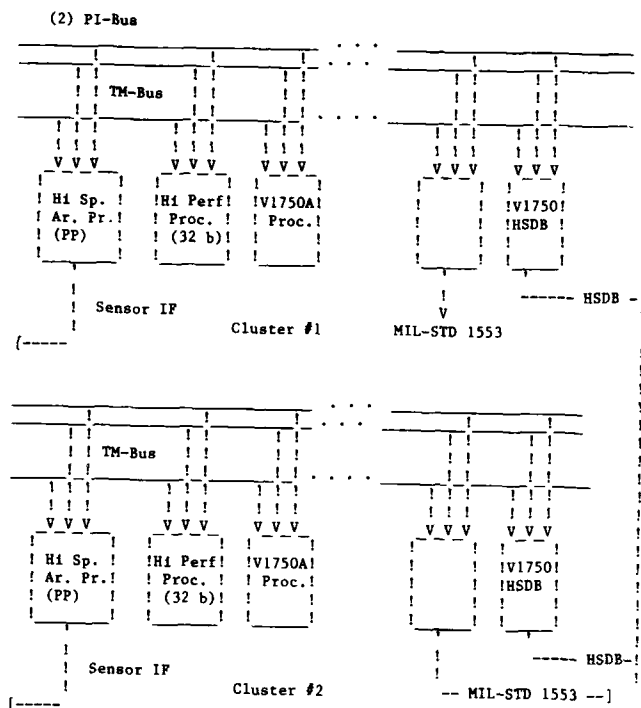 (2) PI-Bus
TM-Bus
Hi Sp. Hi Perf V1750A V1750
Ar. Pr. Proc. Proc. HSDB
(PP) (32 b)
HSDB
Sensor IF
Cluster #1 MIL-STD 1553
TM-Bus
Hi Sp. Hi Perf V1750A V1750
Ar. Pr. Proc. Proc. HSDB
(PP) (32 b)
HSDB
Sensor IF
Cluster #2 MIL-STD 1553